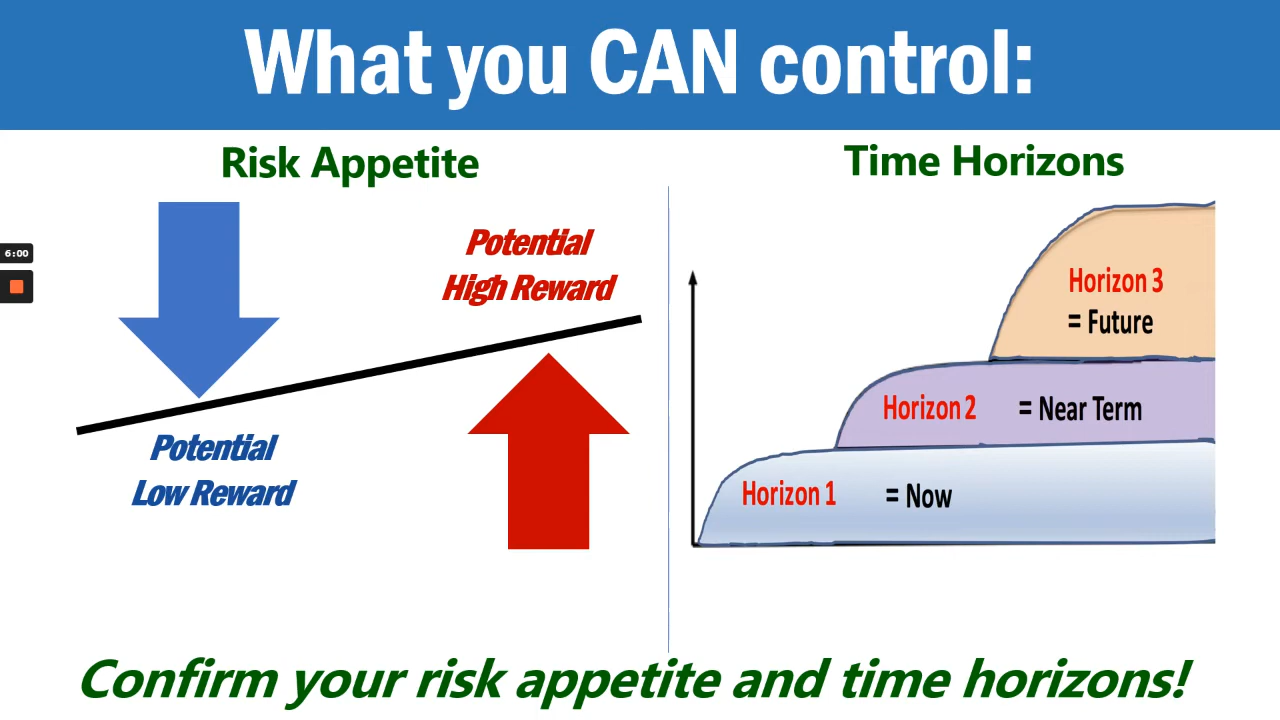 What you CAN control:
Risk Appetite
Time Horizons
Potential
High Reward
Potential
Low Reward
Horizon 3
= Future
Horizon 2 = Near Term
Horizon 1 = Now
6:00
Confirm your risk appetite and time horizons!